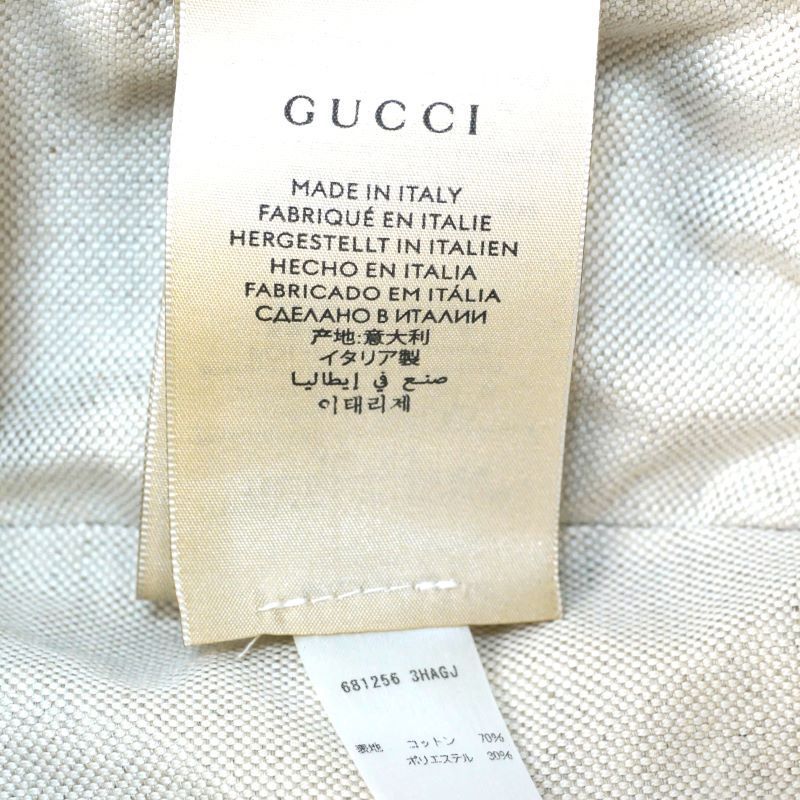 GUCCI
MADE IN ITALY
FABRIQUÉ EN ITALIE
HERGESTELLT IN ITALIEN
HECHO EN ITALIA
FABRICADO EM ITÁLIA
СДЕЛАНО В ИТАЛИИ
产地:意大利
イタリア製
صنع في إيطاليا
이태리제
681256 3HAGJ
表地 コットン 70%
ポリエステル 30%